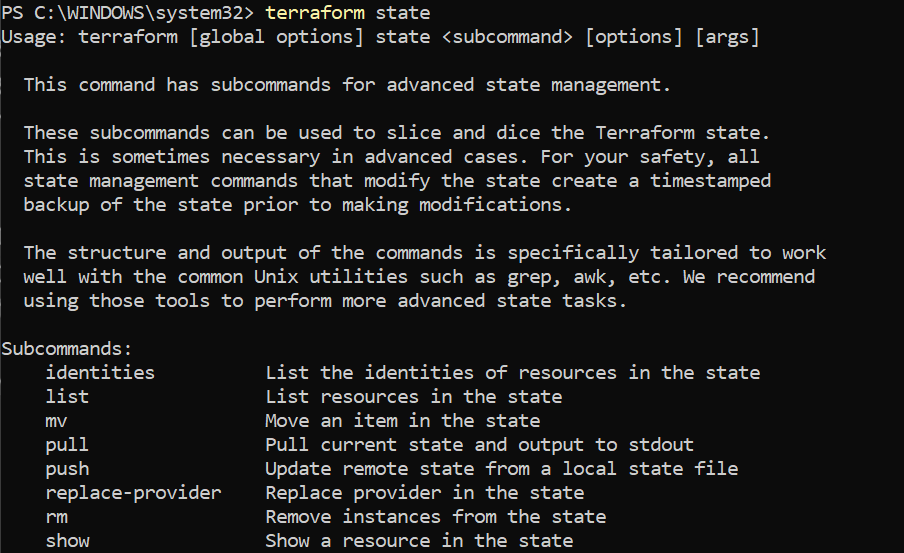 PS C:\WINDOWS\system32> terraform state
Usage: terraform [global options] state <subcommand> [options] [args]
This command has subcommands for advanced state management.
These subcommands can be used to slice and dice the Terraform state.
This is sometimes necessary in advanced cases. For your safety, all
state management commands that modify the state create a timestamped
backup of the state prior to making modifications.
The structure and output of the commands is specifically tailored to work
well with the common Unix utilities such as grep, awk, etc. We recommend
using those tools to perform more advanced state tasks.
Subcommands:
identities          List the identities of resources in the state
list                List resources in the state
mv                  Move an item in the state
pull                Pull current state and output to stdout
push                Update remote state from a local state file
replace-provider    Replace provider in the state
rm                  Remove instances from the state
show                Show a resource in the state